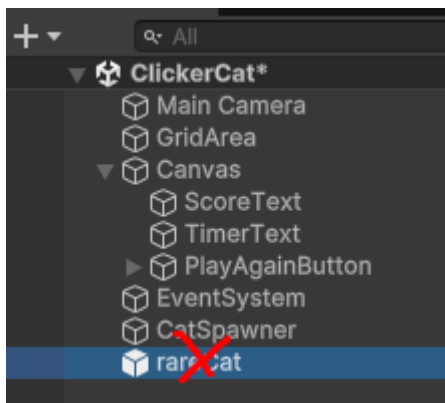 All
ClickerCat*
Main Camera
GridArea
Canvas
ScoreText
TimerText
PlayAgainButton
EventSystem
CatSpawner
rareCat